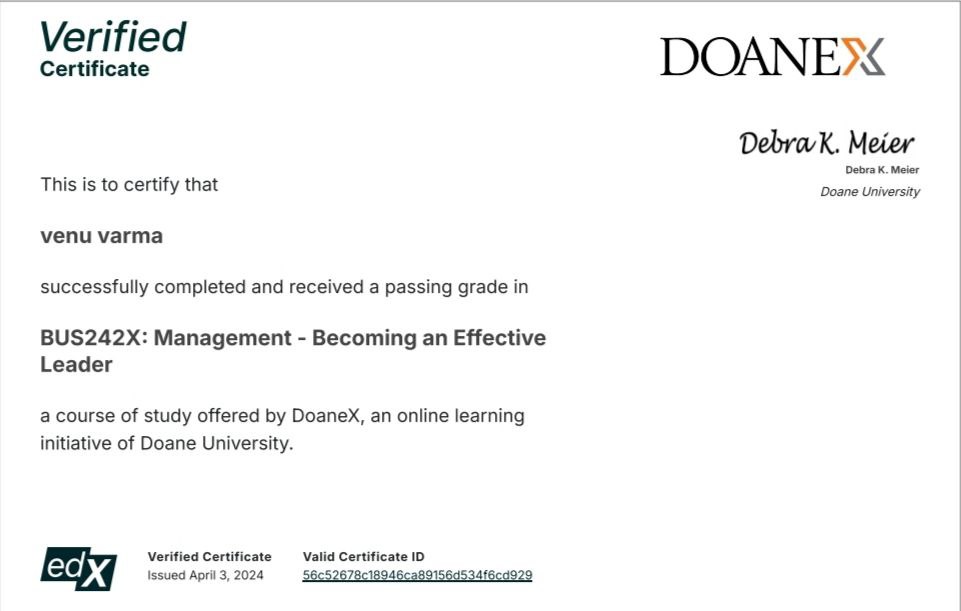 Verified
Certificate
DOANEX
Debra K. Meier
Debra K. Meier
Doane University
This is to certify that
venu varma
successfully completed and received a passing grade in
BUS242X: Management - Becoming an Effective
Leader
a course of study offered by DoaneX, an online learning
initiative of Doane University.
edX
Verified Certificate
Issued April 3, 2024
Valid Certificate ID
56c52678c18946ca89156d534f6cd929